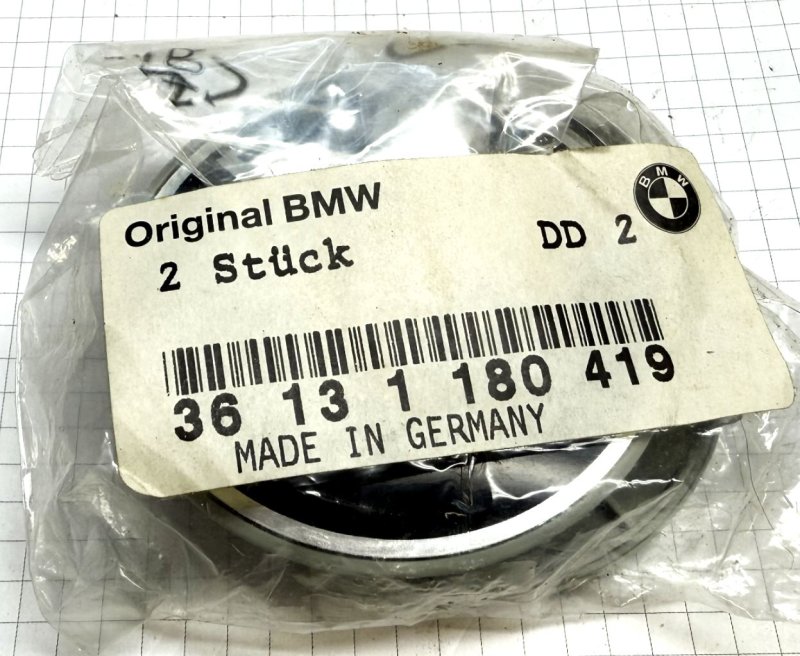 Original BMW
BMW
2 Stück DD 2
36 13 1 180 419
MADE IN GERMANY